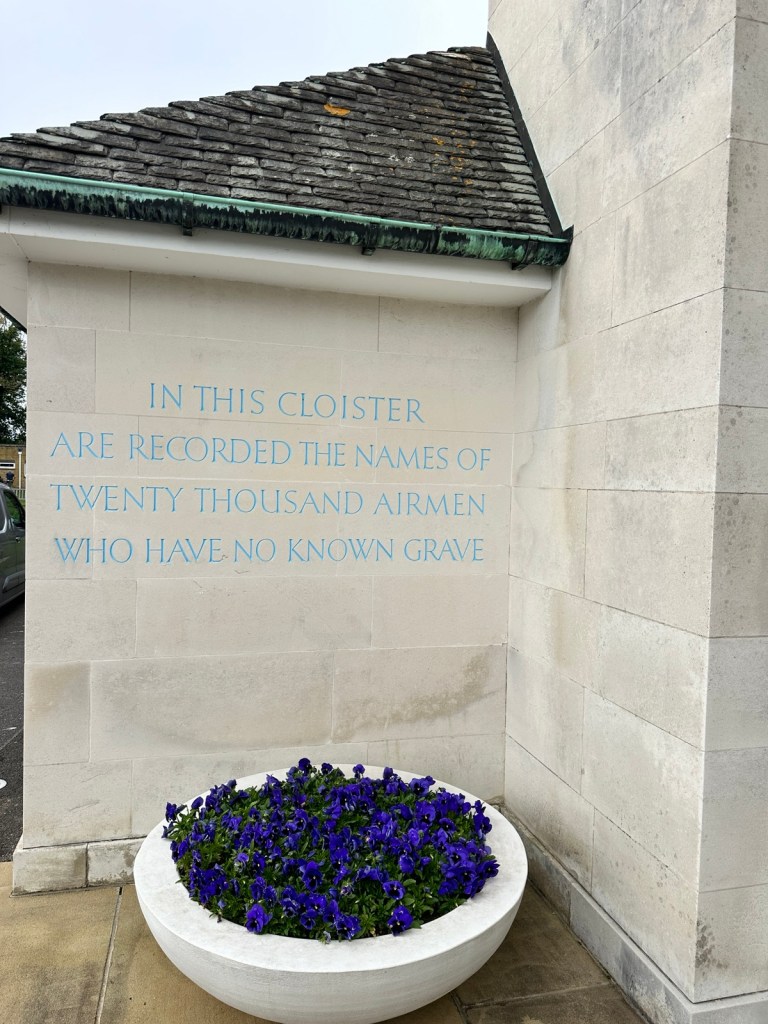 IN THIS CLOISTER
ARE RECORDED THE NAMES OF
TWENTY THOUSAND AIRMEN
WHO HAVE NO KNOWN GRAVE